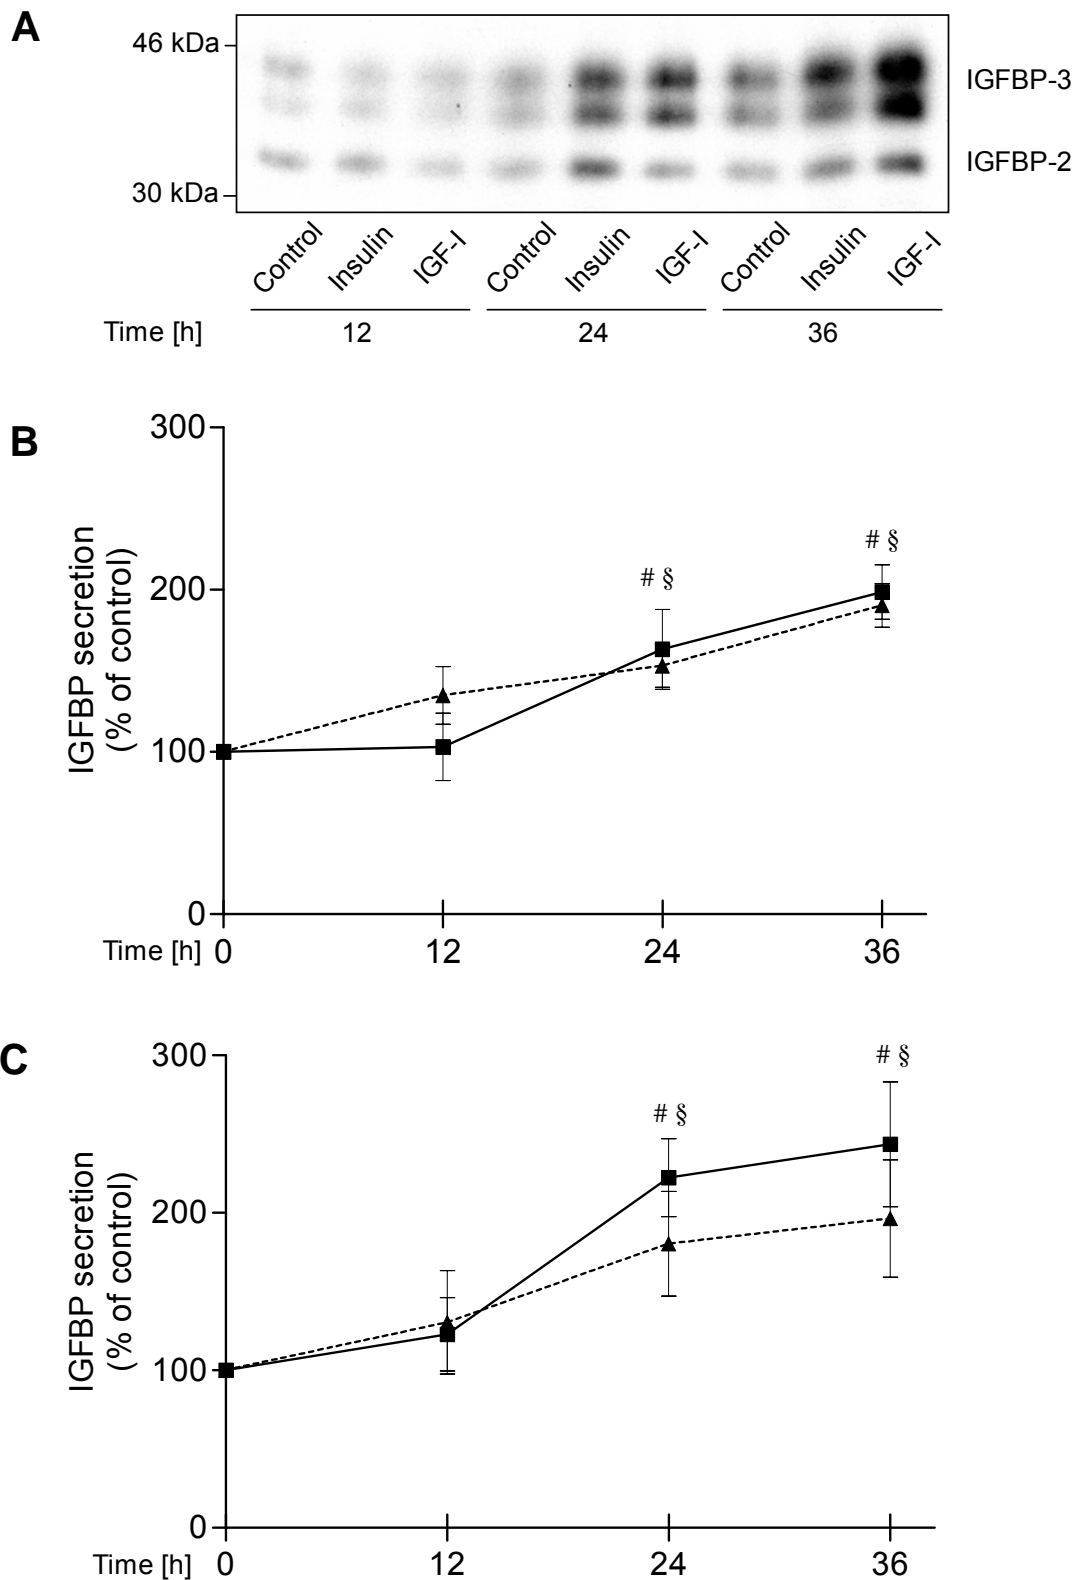 A
46 kDa
IGFBP-3
IGFBP-2
30 kDa
Control Insulin IGF-I Control Insulin IGF-I Control Insulin IGF-I
Time [h] 12 24 36
B
IGFBP secretion
(% of control)
300
200
100
0
# §
# §
Time [h] 0 12 24 36
C
IGFBP secretion
(% of control)
300
200
100
0
# §
# §
Time [h] 0 12 24 36